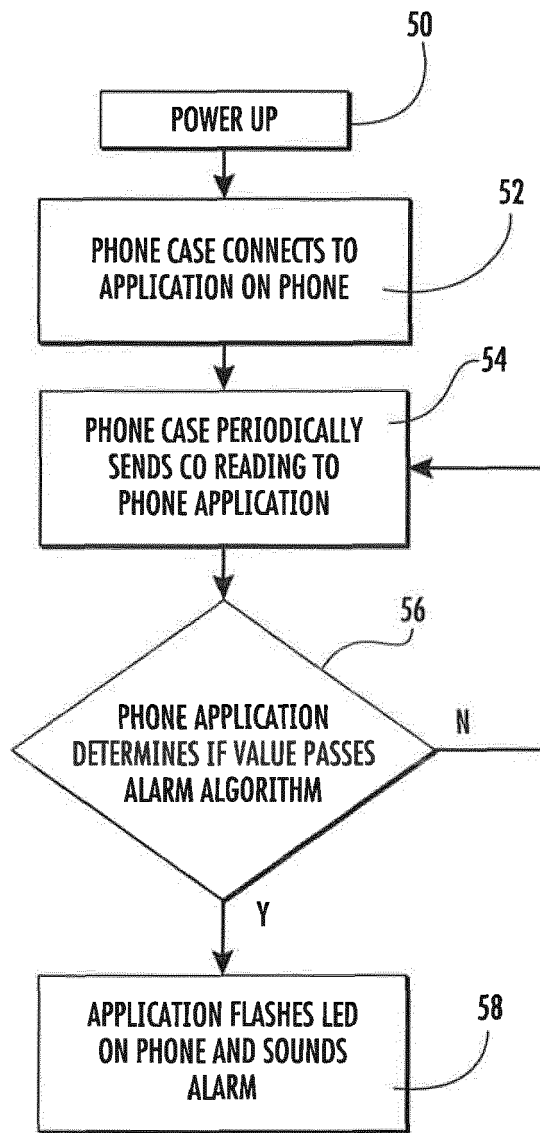 50
POWER UP
52
PHONE CASE CONNECTS TO
APPLICATION ON PHONE
54
PHONE CASE PERIODICALLY
SENDS CO READING TO
PHONE APPLICATION
56
PHONE APPLICATION
DETERMINES IF VALUE PASSES
ALARM ALGORITHM
N
Y
APPLICATION FLASHES LED
ON PHONE AND SOUNDS
ALARM
58